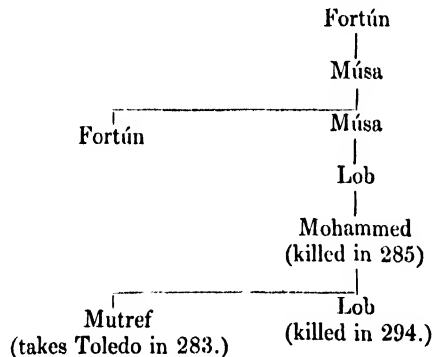 Fortún
Músa
Fortún
Músa
Lob
Mohammed
(killed in 285)
Mutref
(takes Toledo in 283.)
Lob
(killed in 294.)